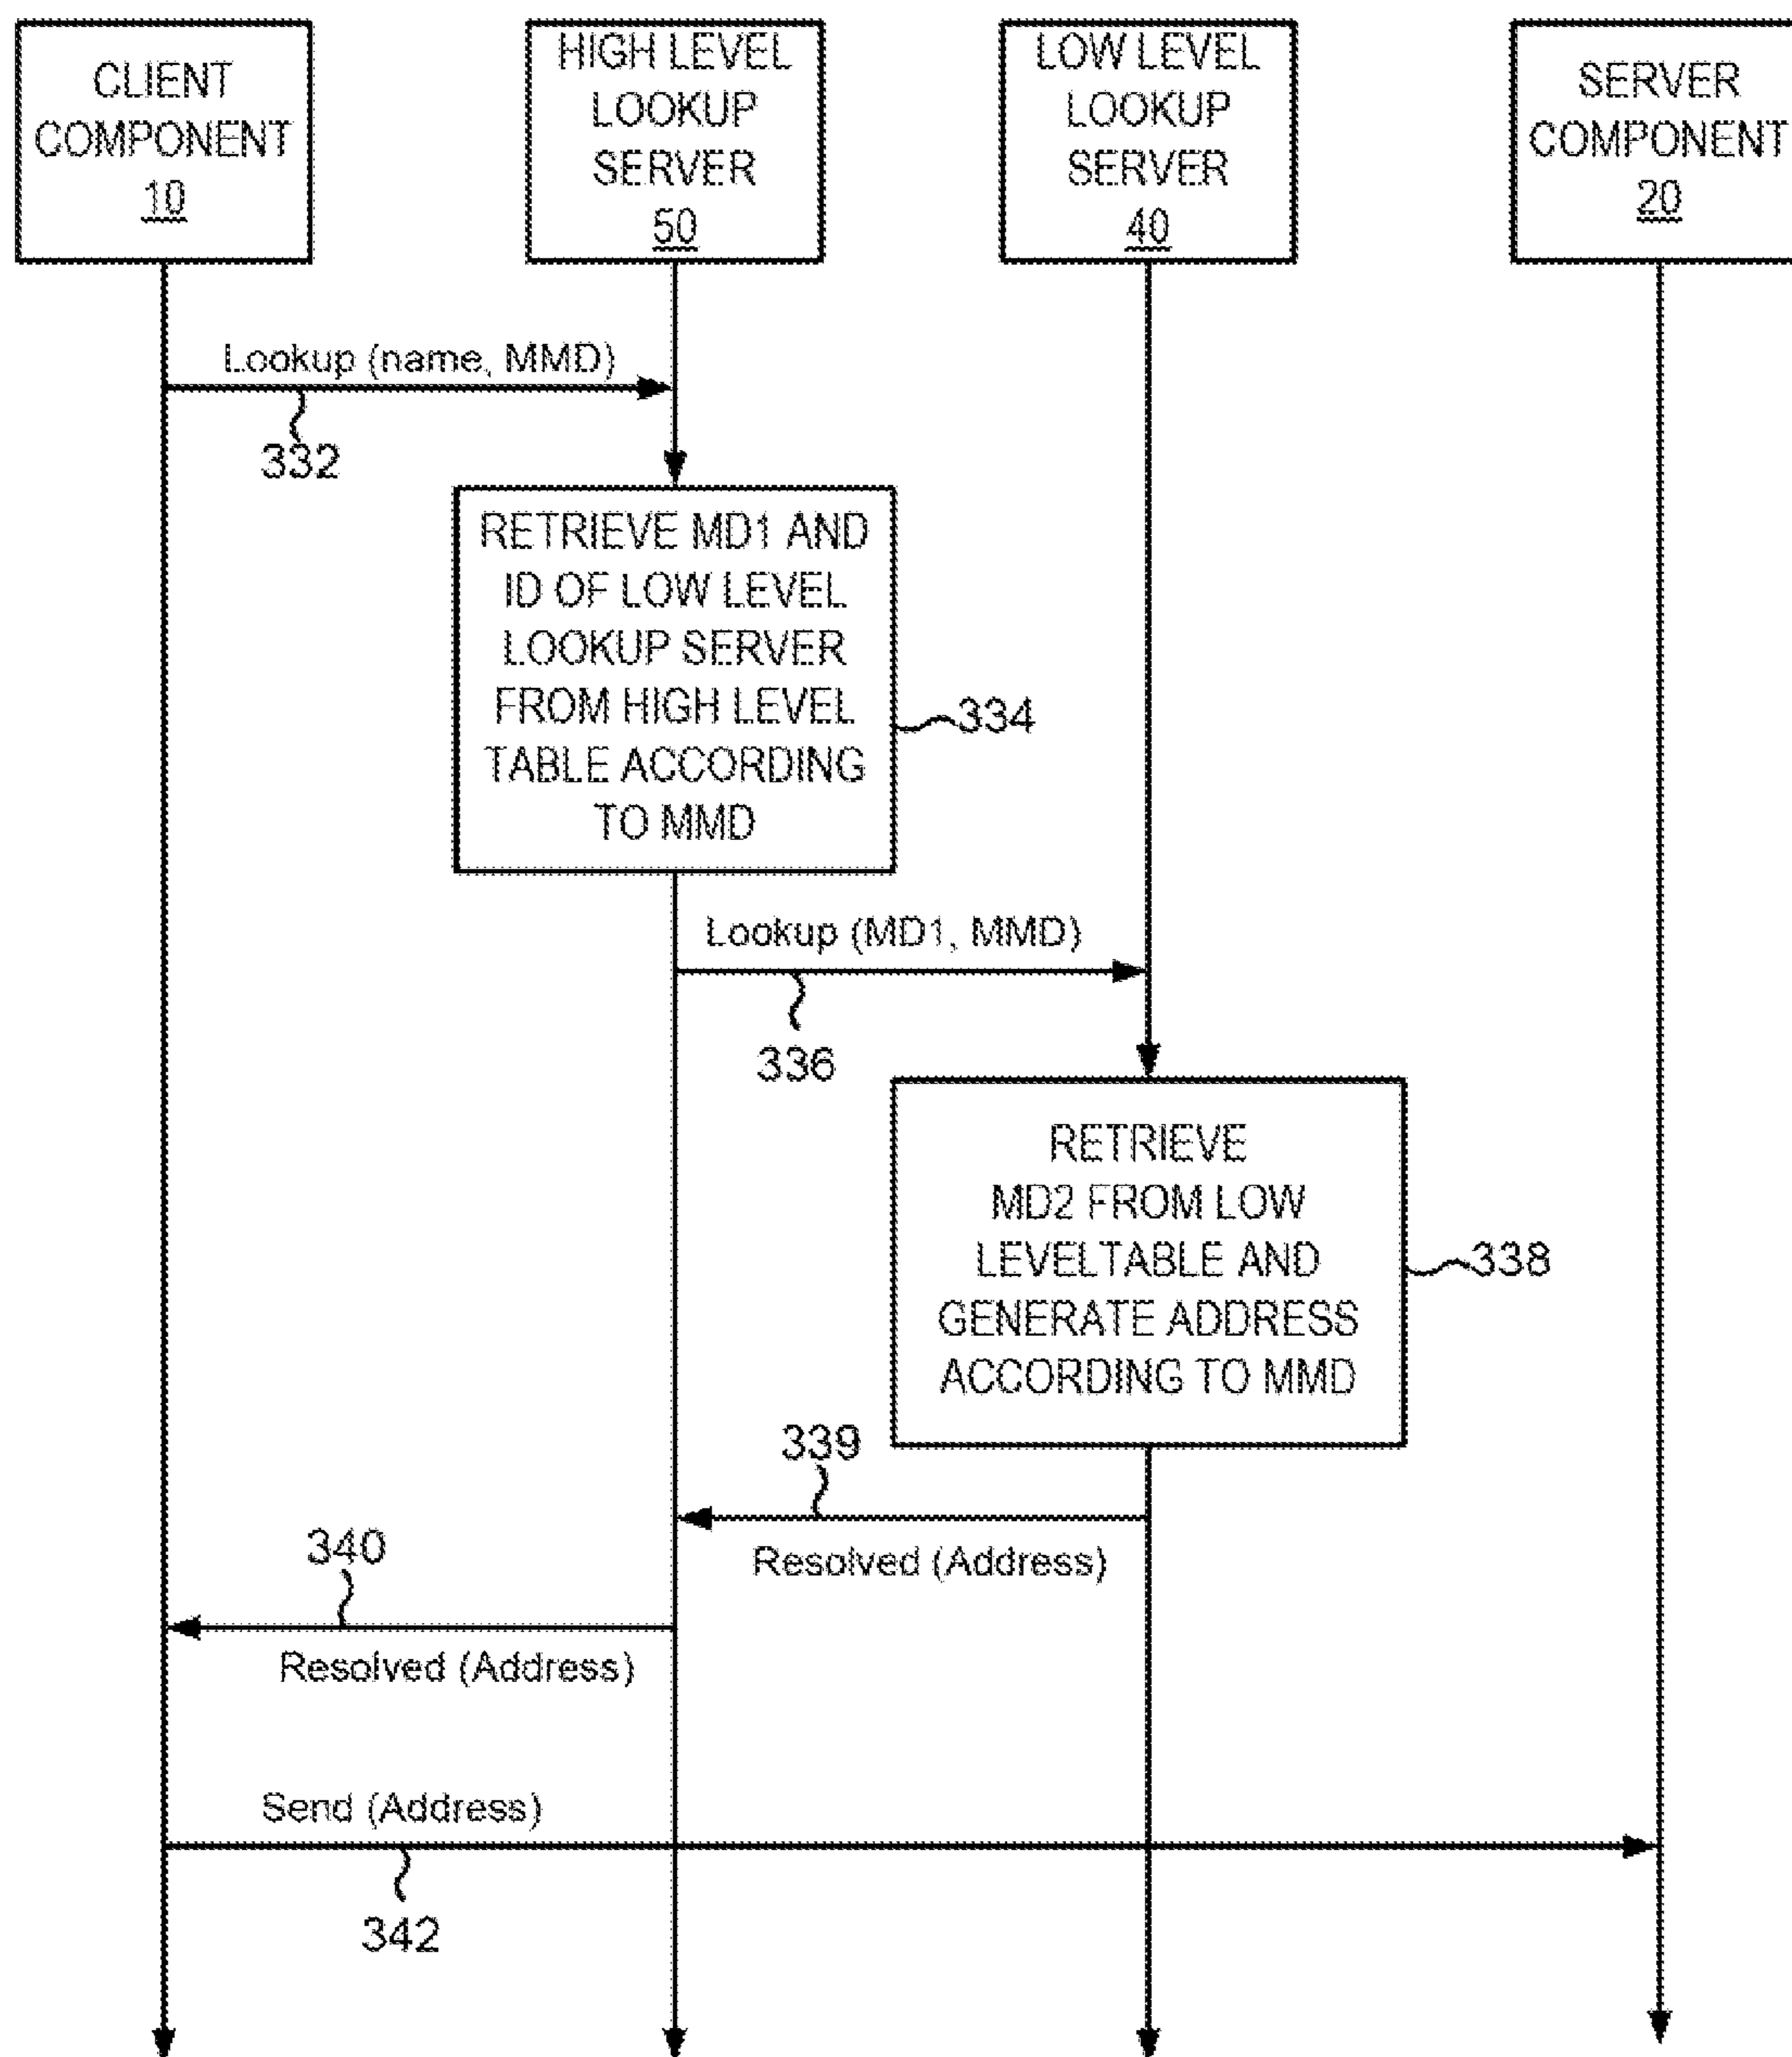 CLIENT
COMPONENT
10
HIGH LEVEL
LOOKUP
SERVER
50
LOW LEVEL
LOOKUP
SERVER
40
SERVER
COMPONENT
20
Lookup (name, MMD)
332
RETRIEVE MD1 AND
ID OF LOW LEVEL
LOOKUP SERVER
FROM HIGH LEVEL
TABLE ACCORDING
TO MMD
334
Lookup (MD1, MMD)
336
RETRIEVE
MD2 FROM LOW
LEVELTABLE AND
GENERATE ADDRESS
ACCORDING TO MMD
338
339
Resolved (Address)
340
Resolved (Address)
Send (Address)
342